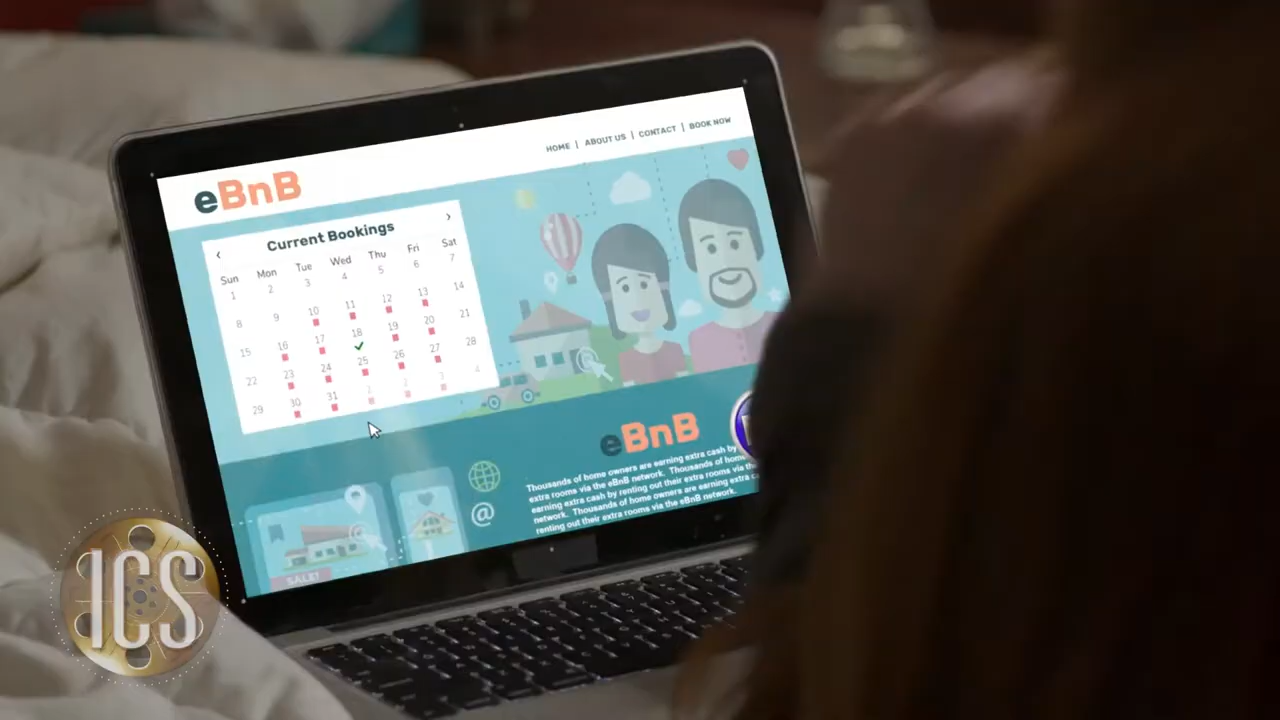 HOME | ABOUT US | CONTACT | BOOK NOW
eBnB
‹ Current Bookings ›
Sun Mon Tue Wed Thu Fri Sat
1 2 3 4 5 6 7
8 9 10 11 12 13 14
15 16 17 18 19 20 21
22 23 24 25 26 27 28
29 30 31 1 2 3 4
eBnB
Thousands of home owners are earning extra cash by
extra rooms via the eBnB network. Thousands of home
earning extra cash by renting out their extra rooms via the
network. Thousands of home owners are earning extra
renting out their extra rooms via the eBnB network.
@
SALE!
ICS